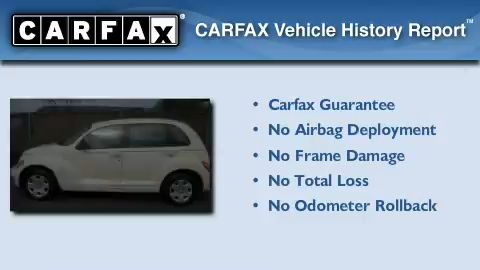 CARFAX® CARFAX Vehicle History Report™
• Carfax Guarantee
• No Airbag Deployment
• No Frame Damage
• No Total Loss
• No Odometer Rollback